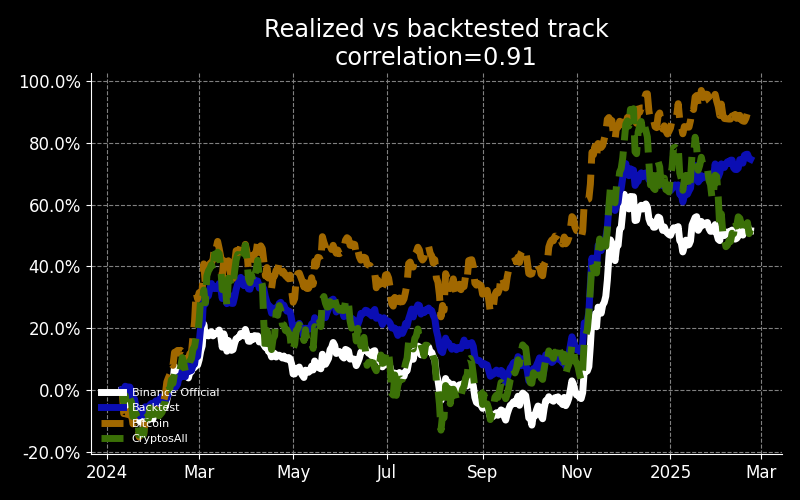 Realized vs backtested track
correlation=0.91
100.0%
80.0%
60.0%
40.0%
20.0%
0.0%
-20.0%
Binance Official
Backtest
Bitcoin
CryptosAll
2024
Mar
May
Jul
Sep
Nov
2025
Mar